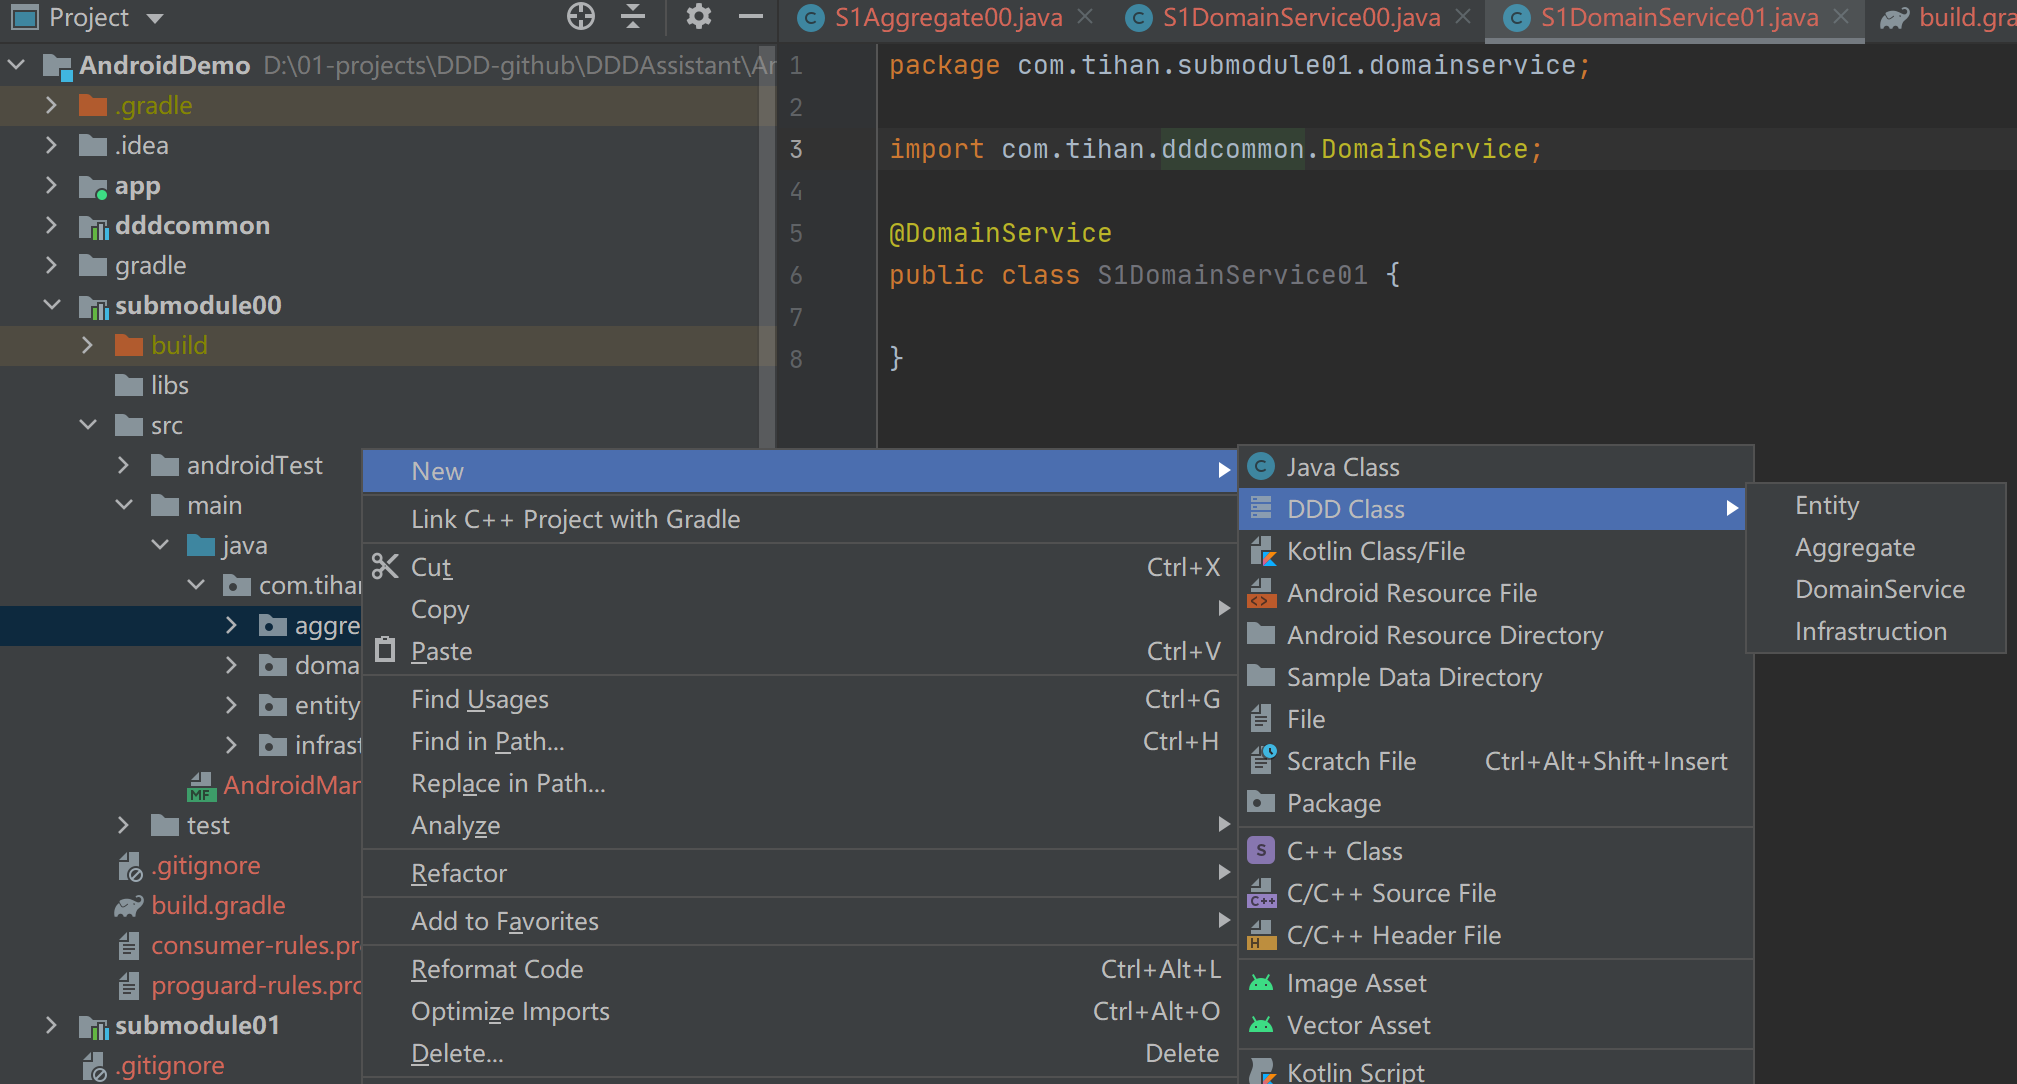 Project
S1Aggregate00.java
S1DomainService00.java
S1DomainService01.java
build.gra
AndroidDemo D:\01-projects\DDD-github\DDDAssistant\Ar
.gradle
.idea
app
dddcommon
gradle
submodule00
build
libs
src
androidTest
main
java
com.tihar
aggre
doma
entity
infrast
AndroidMar
test
.gitignore
build.gradle
consumer-rules.pr
proguard-rules.prc
submodule01
.gitignore
1 package com.tihan.submodule01.domainservice;
2
3 import com.tihan.dddcommon.DomainService;
4
5 @DomainService
6 public class S1DomainService01 {
7
8 }
New
Link C++ Project with Gradle
Cut Ctrl+X
Copy
Paste Ctrl+V
Find Usages Ctrl+G
Find in Path... Ctrl+H
Replace in Path...
Analyze
Refactor
Add to Favorites
Reformat Code Ctrl+Alt+L
Optimize Imports Ctrl+Alt+O
Delete... Delete
Java Class
DDD Class
Kotlin Class/File
Android Resource File
Android Resource Directory
Sample Data Directory
File
Scratch File Ctrl+Alt+Shift+Insert
Package
C++ Class
C/C++ Source File
C/C++ Header File
Image Asset
Vector Asset
Kotlin Script
Entity
Aggregate
DomainService
Infrastruction